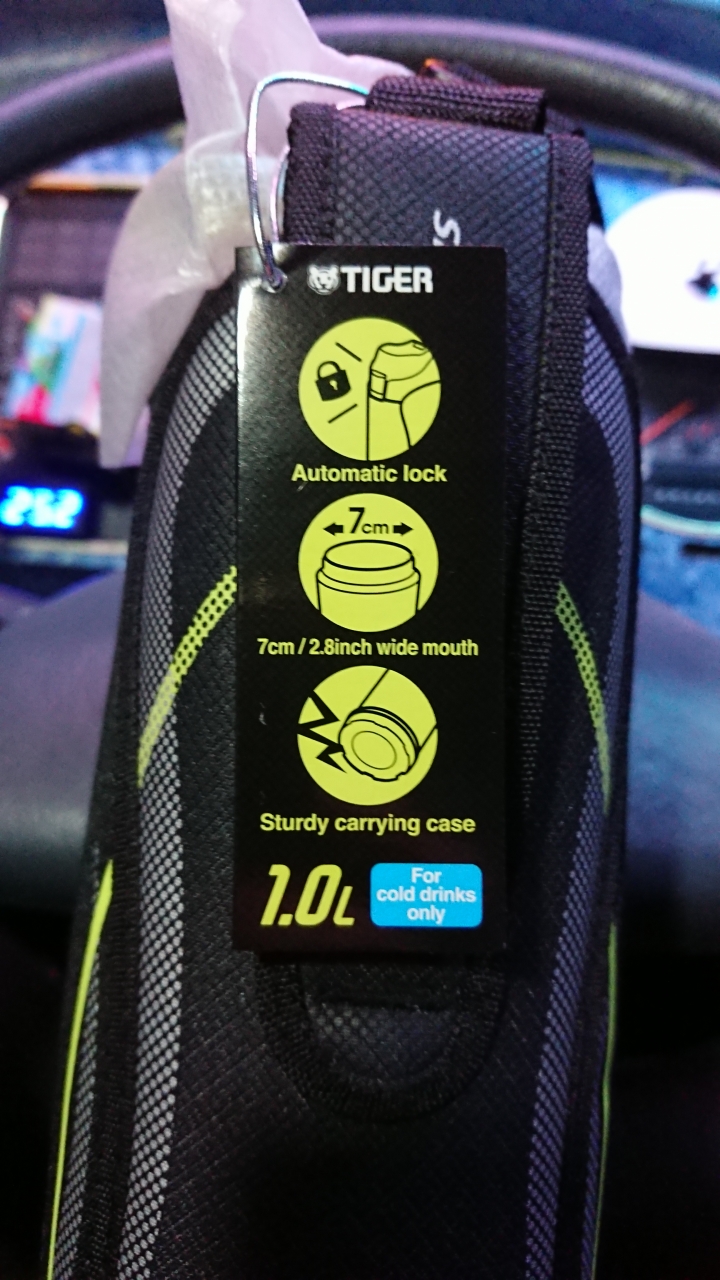 TIGER
Automatic lock
7cm
7cm / 2.8inch wide mouth
Sturdy carrying case
1.0L
For
cold drinks
only